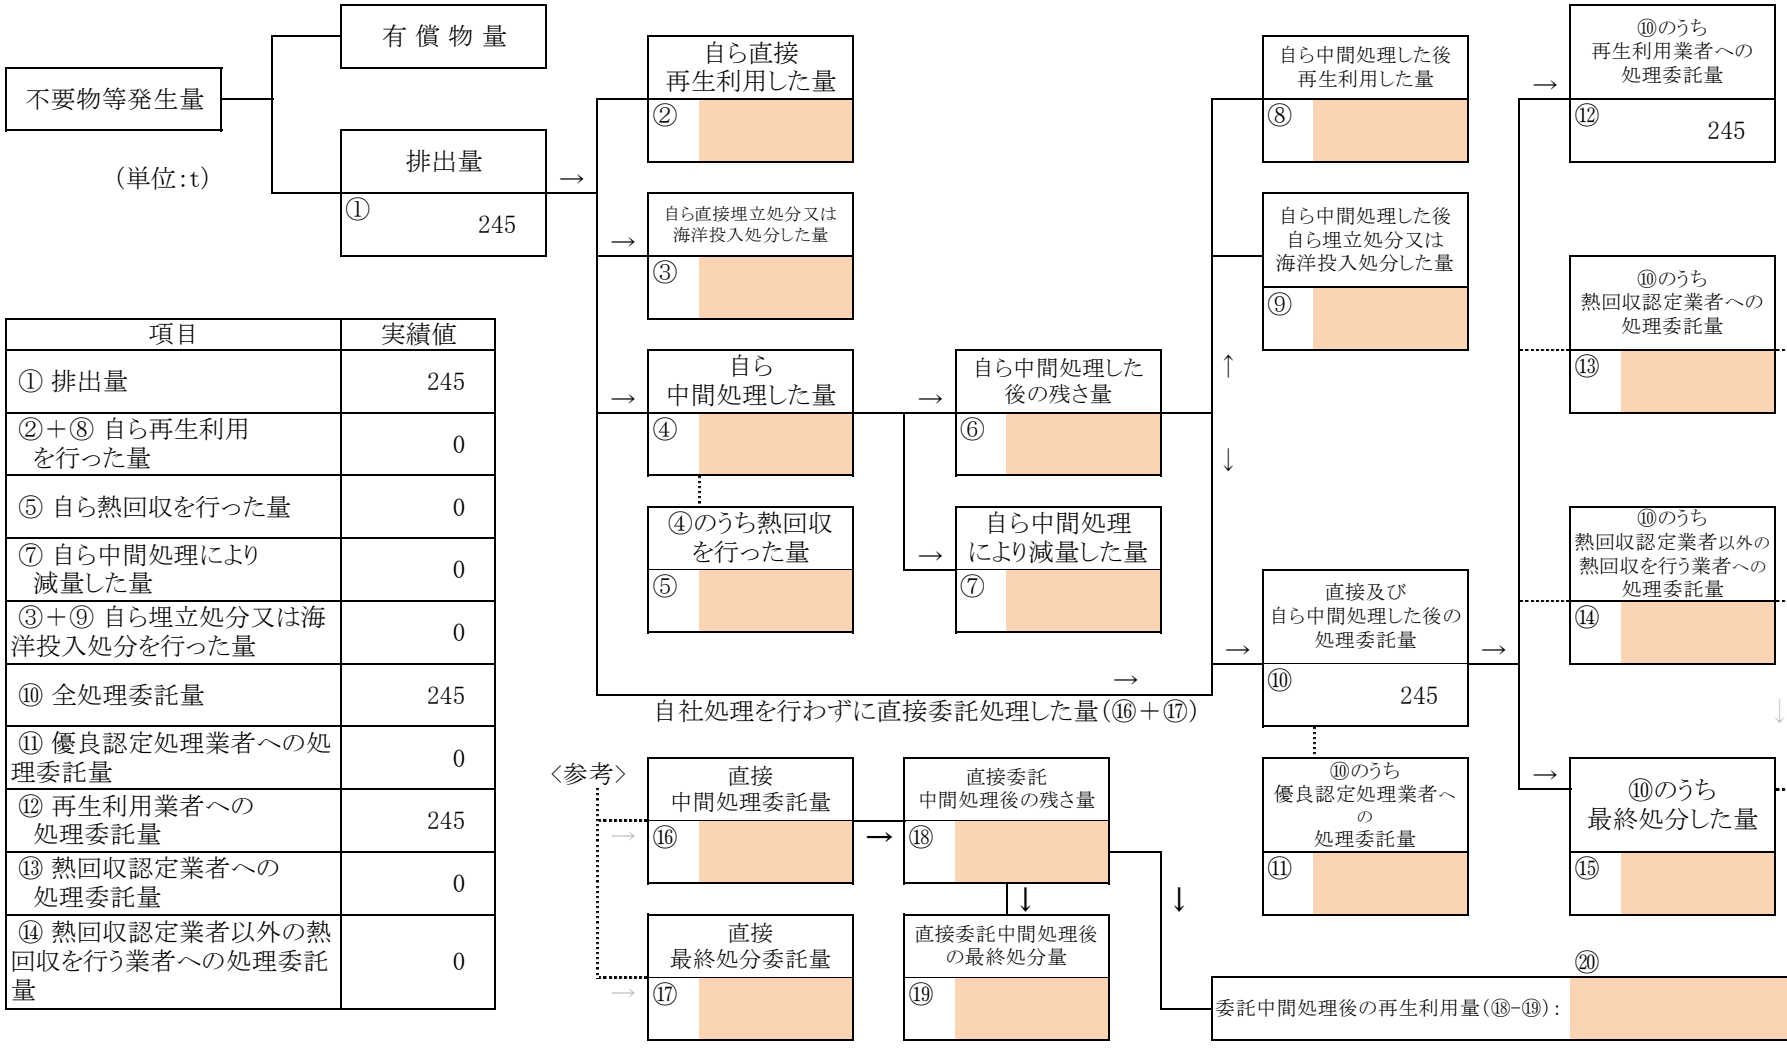 有 償 物 量
不要物等発生量
(単位:t)
排出量
①
245
→
自ら直接
再生利用した量
②
→
自ら直接埋立処分又は
海洋投入処分した量
③
→
自ら
中間処理した量
④
④のうち熱回収
を行った量
⑤
→
自ら中間処理した
後の残さ量
⑥
→
自ら中間処理
により減量した量
⑦
↑
↓
自ら中間処理した後
再生利用した量
⑧
自ら中間処理した後
自ら埋立処分又は
海洋投入処分した量
⑨
→
自社処理を行わずに直接委託処理した量(⑯+⑰)
→
直接及び
自ら中間処理した後の
処理委託量
⑩
245
→
⑩のうち
優良認定処理業者へ
の
処理委託量
⑪
→
⑩のうち
再生利用業者への
処理委託量
⑫
245
⑩のうち
熱回収認定業者への
処理委託量
⑬
⑩のうち
熱回収認定業者以外の
熱回収を行う業者への
処理委託量
⑭
↓
→
⑩のうち
最終処分した量
⑮
項目 実績値
① 排出量 245
②+⑧ 自ら再生利用
を行った量 0
⑤ 自ら熱回収を行った量 0
⑦ 自ら中間処理により
減量した量 0
③+⑨ 自ら埋立処分又は海
洋投入処分を行った量 0
⑩ 全処理委託量 245
⑪ 優良認定処理業者への処
理委託量 0
⑫ 再生利用業者への
処理委託量 245
⑬ 熱回収認定業者への
処理委託量 0
⑭ 熱回収認定業者以外の熱
回収を行う業者への処理委託
量 0
<参考>
→
直接
中間処理委託量
⑯
→
直接委託
中間処理後の残さ量
⑱
↓
↓
→
直接
最終処分委託量
⑰
直接委託中間処理後
の最終処分量
⑲
⑳
委託中間処理後の再生利用量(⑱-⑲):